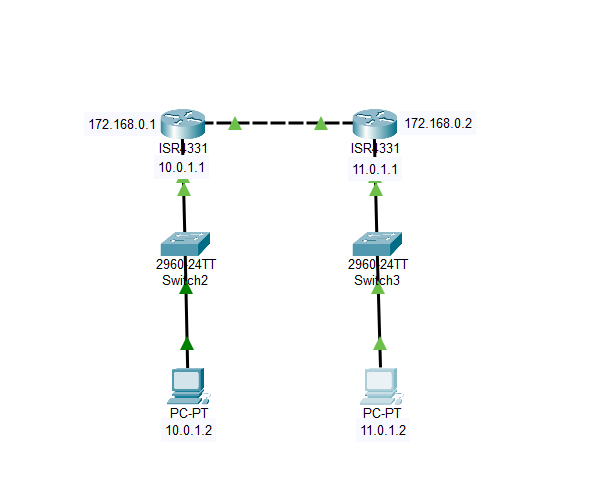 172.168.0.1
172.168.0.2
ISR4331
ISR4331
10.0.1.1
11.0.1.1
2960-24TT
2960-24TT
Switch2
Switch3
PC-PT
PC-PT
10.0.1.2
11.0.1.2